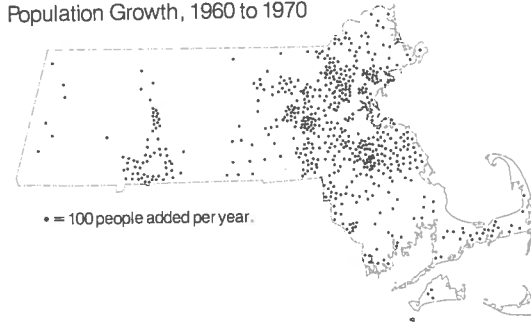 Population Growth, 1960 to 1970
• = 100 people added per year.